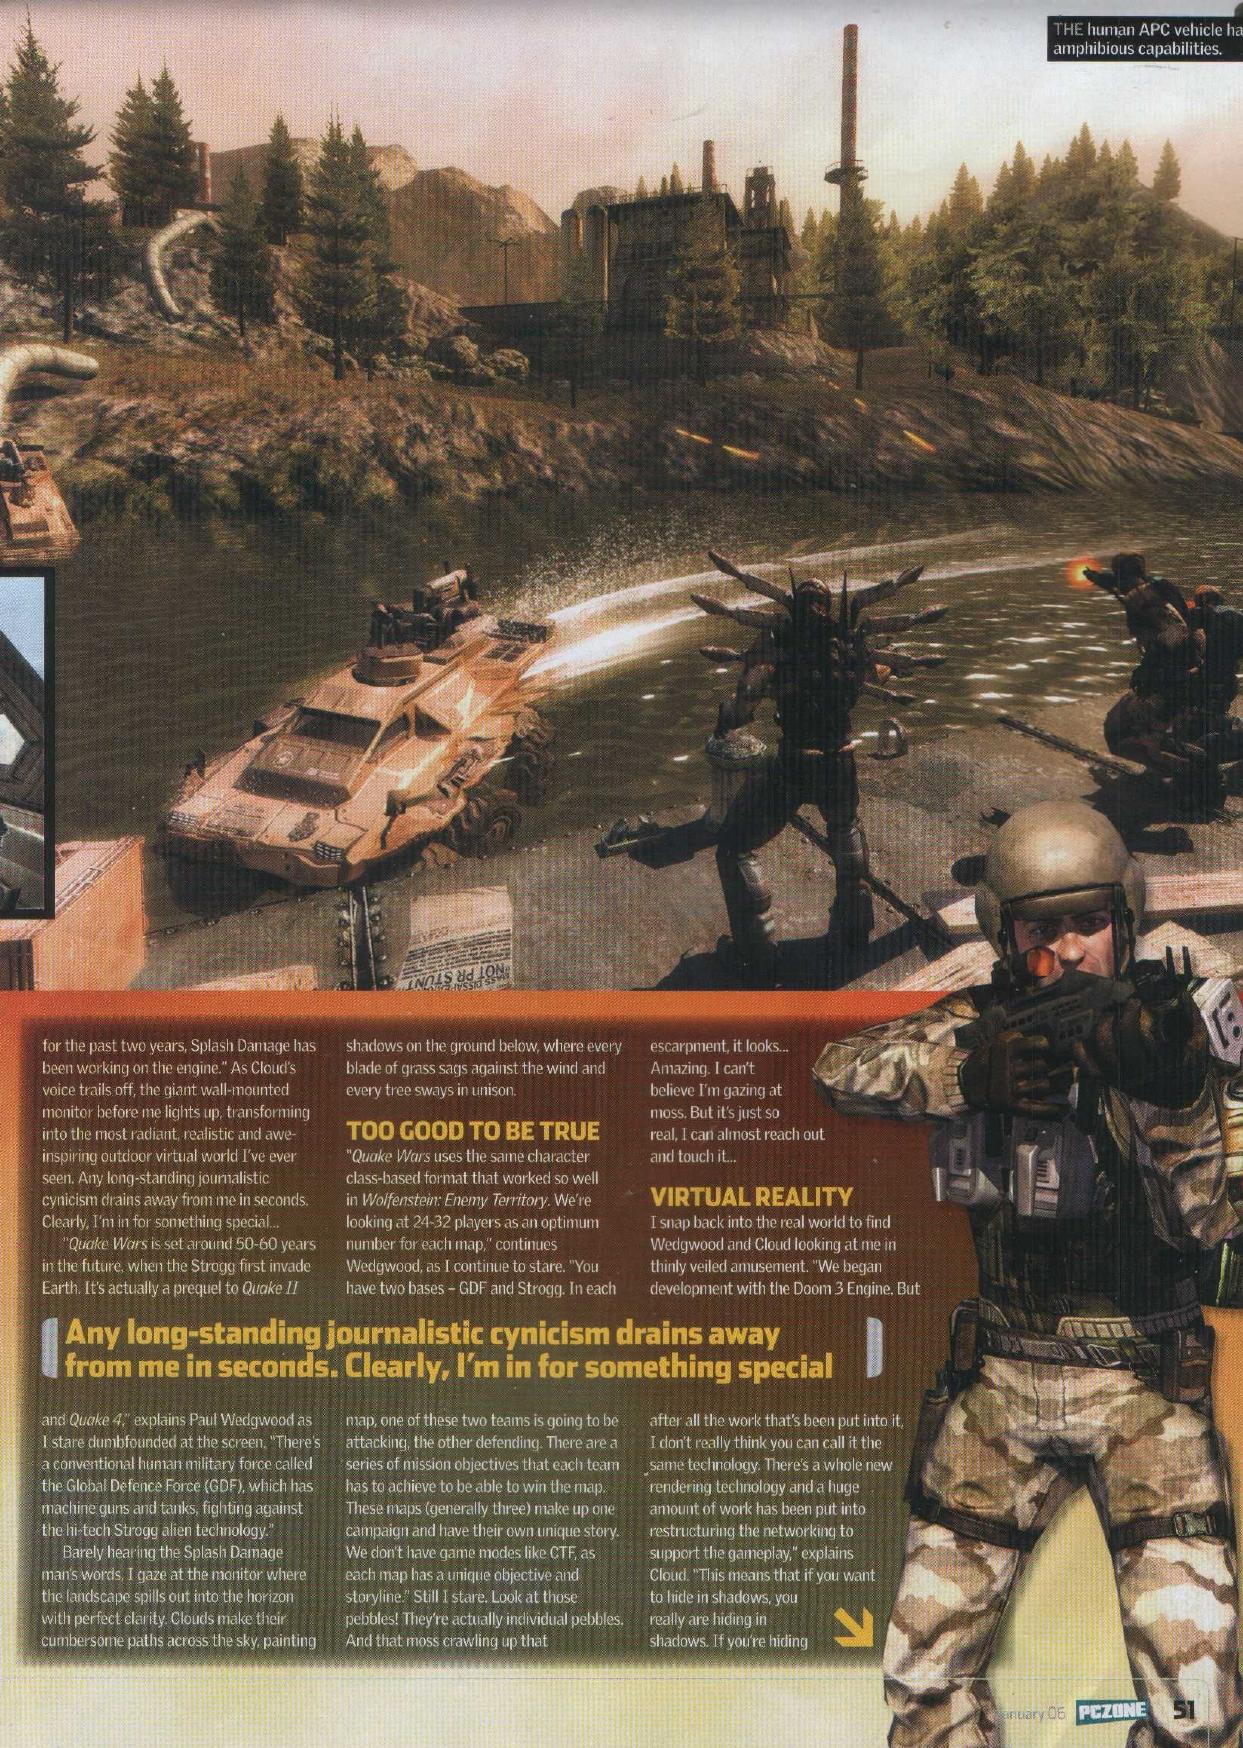 THE human APC vehicle ha
amphibious capabilities.
NOT PR STUNT
for the past two years, Splash Damage has
been working on the engine." As Cloud's
voice trails off, the giant wall-mounted
monitor before me lights up, transforming
into the most radiant, realistic and awe-
inspiring outdoor virtual world I've ever
seen. Any long-standing journalistic
cynicism drains away from me in seconds.
Clearly, I'm in for something special...
"Quake Wars is set around 50-60 years
in the future, when the Strogg first invade
Earth. It's actually a prequel to Quake II
and Quake 4," explains Paul Wedgwood as
I stare dumbfounded at the screen. "There's
a conventional human military force called
the Global Defence Force (GDF), which has
machine guns and tanks, fighting against
the hi-tech Strogg alien technology."
Barely hearing the Splash Damage
man's words, I gaze at the monitor where
the landscape spills out into the horizon
with perfect clarity. Clouds make their
cumbersome paths across the sky, painting
shadows on the ground below, where every
blade of grass sags against the wind and
every tree sways in unison.
TOO GOOD TO BE TRUE
"Quake Wars uses the same character
class-based format that worked so well
in Wolfenstein: Enemy Territory. We're
looking at 24-32 players as an optimum
number for each map," continues
Wedgwood, as I continue to stare. "You
have two bases – GDF and Strogg. In each
map, one of these two teams is going to be
attacking, the other defending. There are a
series of mission objectives that each team
has to achieve to be able to win the map.
These maps (generally three) make up one
campaign and have their own unique story.
We don't have game modes like CTF, as
each map has a unique objective and
storyline." Still I stare. Look at those
pebbles! They're actually individual pebbles.
And that moss crawling up that
escarpment, it looks...
Amazing. I can't
believe I'm gazing at
moss. But it's just so
real, I can almost reach out
and touch it...
VIRTUAL REALITY
I snap back into the real world to find
Wedgwood and Cloud looking at me in
thinly veiled amusement. "We began
development with the Doom 3 Engine. But
after all the work that's been put into it,
I don't really think you can call it the
same technology. There's a whole new
rendering technology and a huge
amount of work has been put into
restructuring the networking to
support the gameplay," explains
Cloud. "This means that if you want
to hide in shadows, you
really are hiding in
shadows. If you're hiding
Any long-standing journalistic cynicism drains away
from me in seconds. Clearly, I'm in for something special
January 06 PCZONE 51